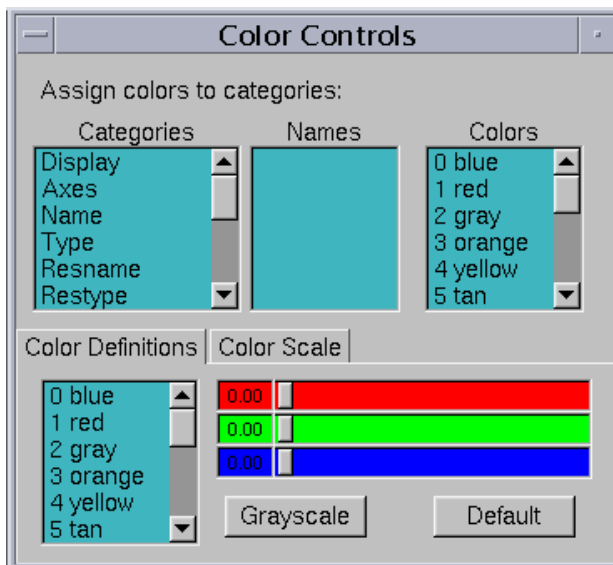 Color Controls
Assign colors to categories:
Categories
Names
Colors
Display
Axes
Name
Type
Resname
Restype
0 blue
1 red
2 gray
3 orange
4 yellow
5 tan
Color Definitions
Color Scale
0 blue
1 red
2 gray
3 orange
4 yellow
5 tan
0.00
0.00
0.00
Grayscale
Default